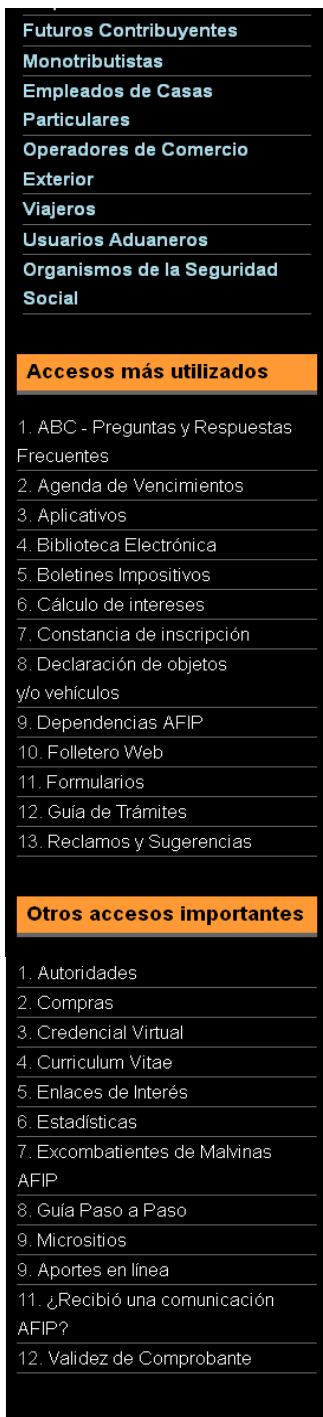 Futuros Contribuyentes
Monotributistas
Empleados de Casas
Particulares
Operadores de Comercio
Exterior
Viajeros
Usuarios Aduaneros
Organismos de la Seguridad
Social
Accesos más utilizados
1. ABC - Preguntas y Respuestas
Frecuentes
2. Agenda de Vencimientos
3. Aplicativos
4. Biblioteca Electrónica
5. Boletines Impositivos
6. Cálculo de intereses
7. Constancia de inscripción
8. Declaración de objetos
y/o vehículos
9. Dependencias AFIP
10. Folletero Web
11. Formularios
12. Guía de Trámites
13. Reclamos y Sugerencias
Otros accesos importantes
1. Autoridades
2. Compras
3. Credencial Virtual
4. Curriculum Vitae
5. Enlaces de Interés
6. Estadísticas
7. Excombatientes de Malvinas
AFIP
8. Guía Paso a Paso
9. Micrositios
9. Aportes en línea
11. ¿Recibió una comunicación
AFIP?
12. Validez de Comprobante